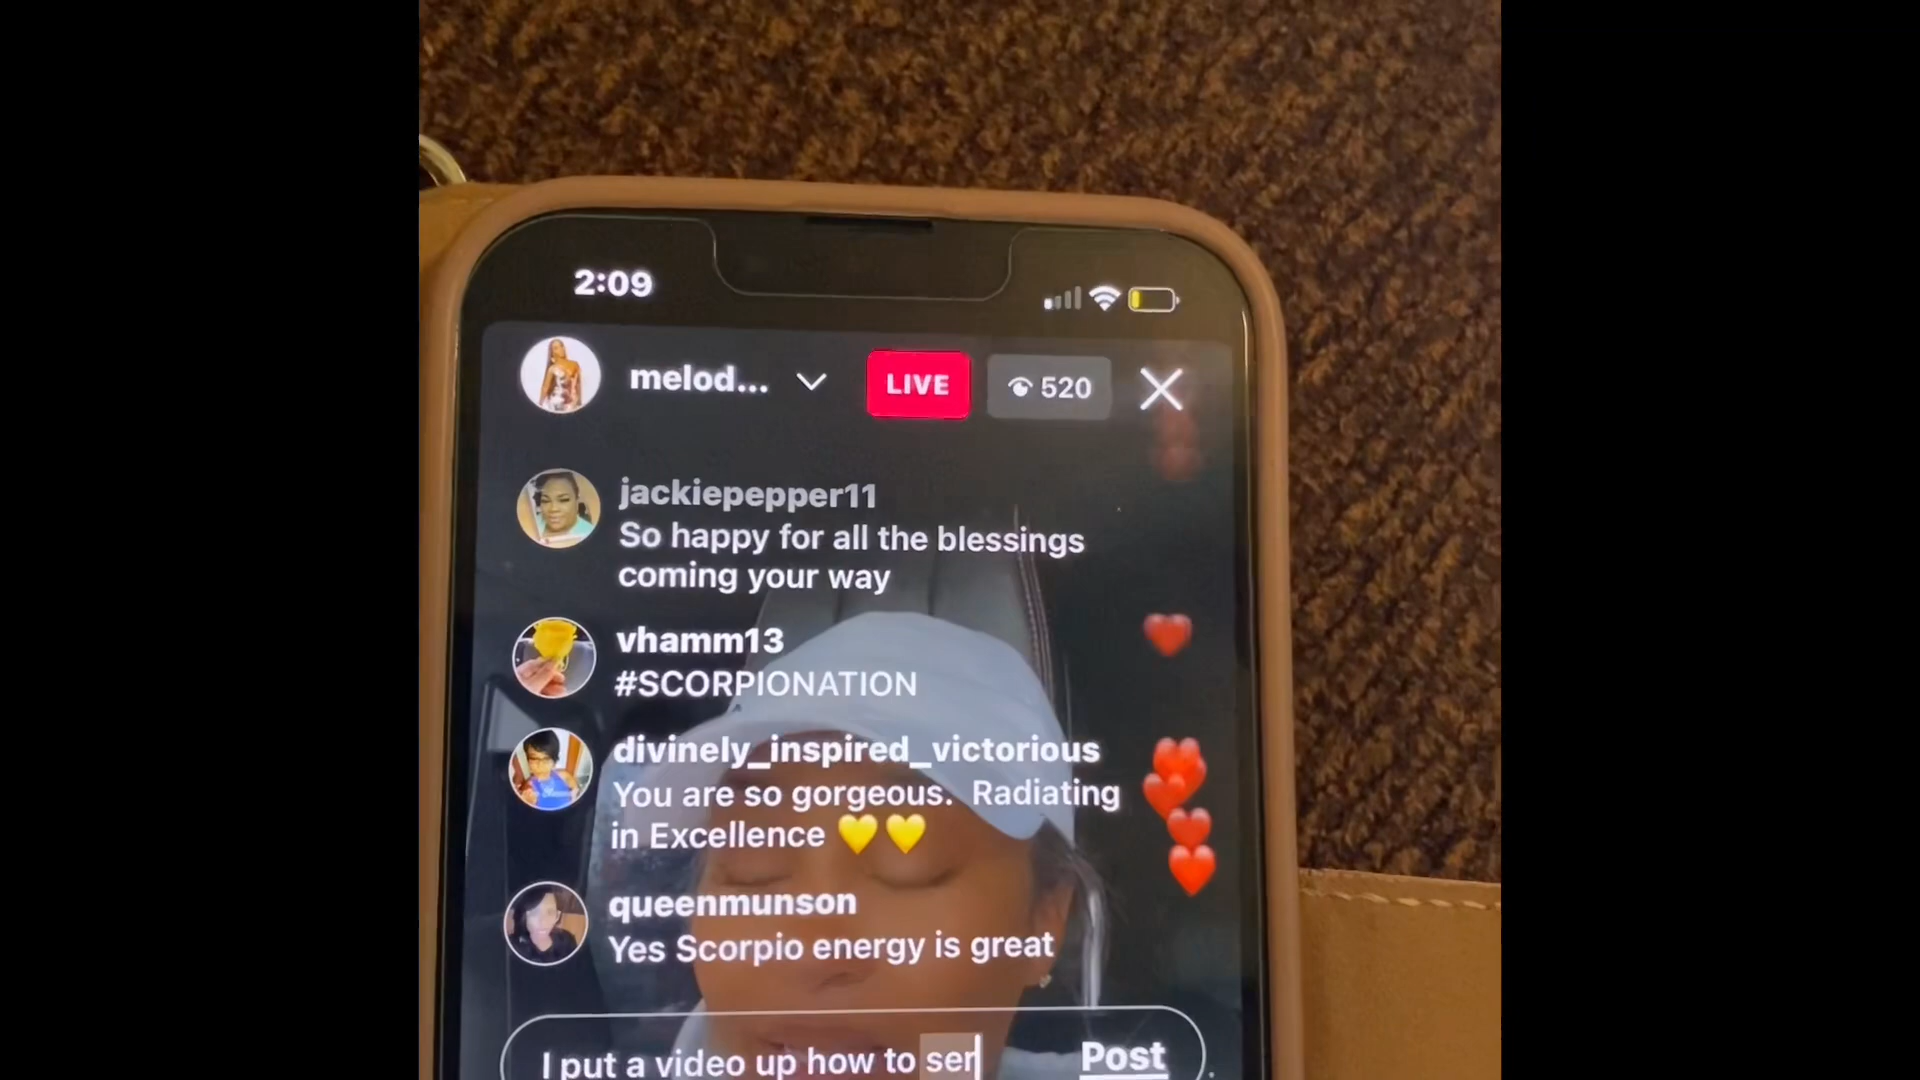 2:09
melod...
LIVE
520
jackiepepper11
So happy for all the blessings
coming your way
vhamm13
#SCORPIONATION
divinely_inspired_victorious
You are so gorgeous. Radiating
in Excellence 💛💛
queenmunson
Yes Scorpio energy is great
I put a video up how to ser
Post